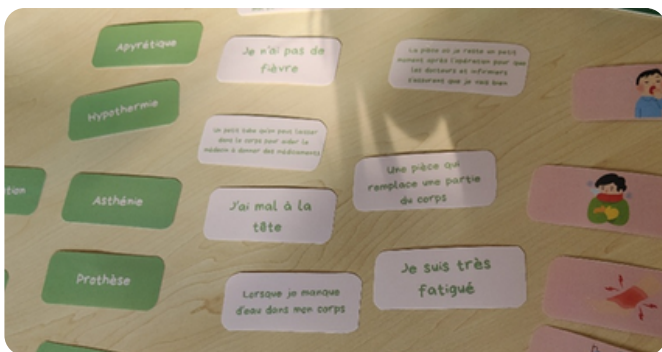 Apyrétique
Je n'ai pas de
fièvre
La pièce où je reste un petit
moment après l'opération pour que
les docteurs et infirmiers
s'assurent que je vais bien
Hypothermie
Un petit tube qu'on peut laisser
dans le corps pour aider le
médecin à donner des médicaments
Une pièce qui
remplace une partie
du corps
Asthénie
J'ai mal à la
tête
Prothèse
Lorsque je manque
d'eau dans mon corps
Je suis très
fatigué